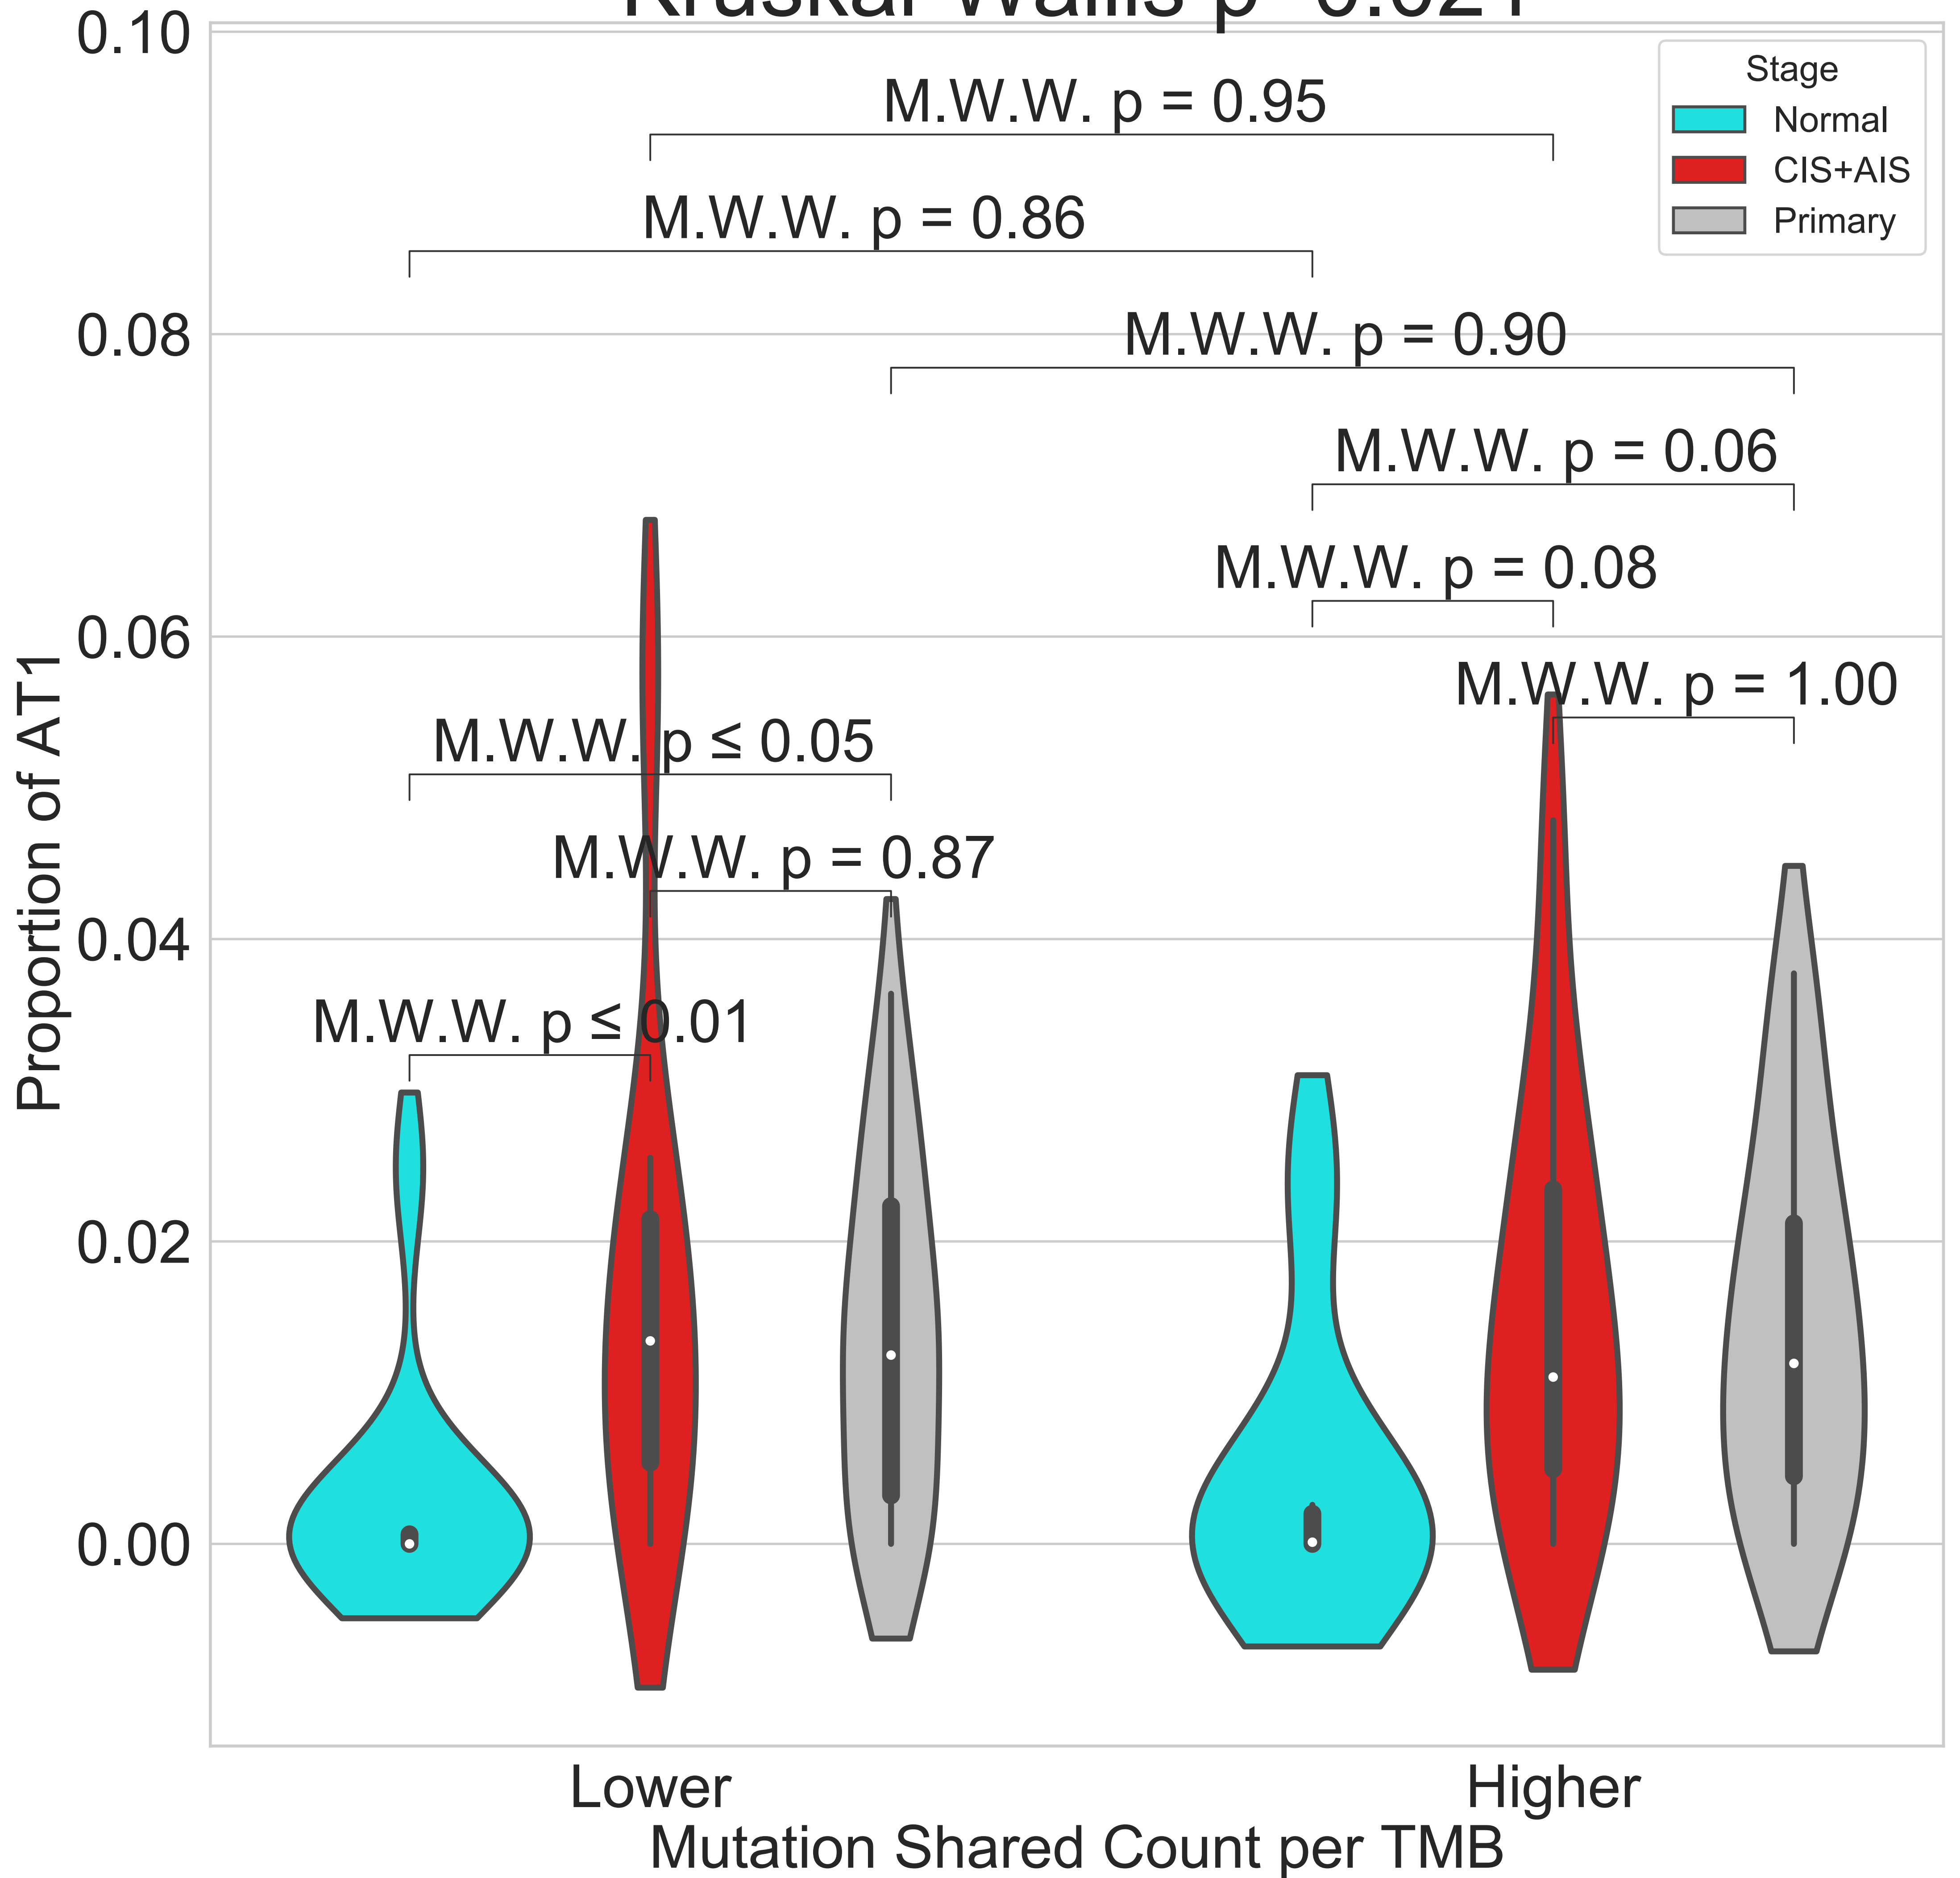 0.10
M.W.W. p = 0.95
Stage
Normal
CIS+AIS
Primary
M.W.W. p = 0.86
0.08
M.W.W. p = 0.90
M.W.W. p = 0.06
M.W.W. p = 0.08
0.06
M.W.W. p = 1.00
M.W.W. p ≤ 0.05
M.W.W. p = 0.87
0.04
M.W.W. p ≤ 0.01
0.02
0.00
Proportion of AT1
Lower
Higher
Mutation Shared Count per TMB